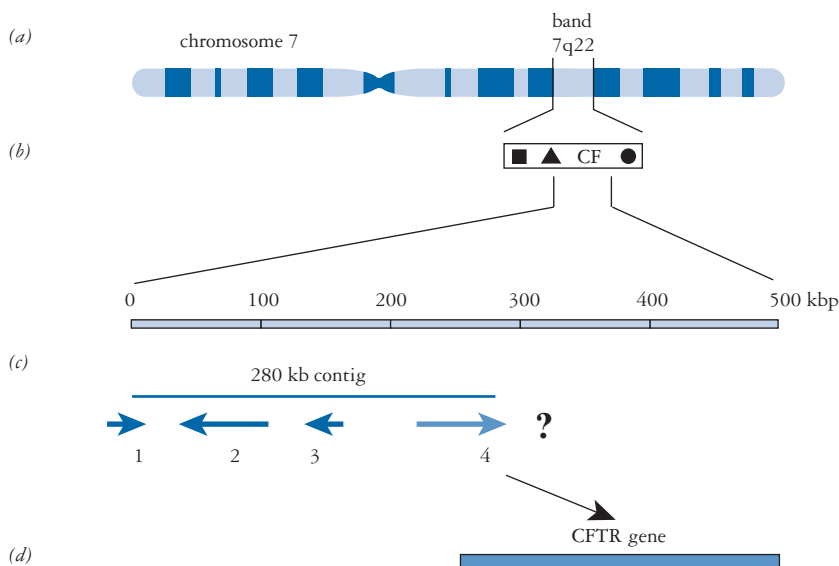 (a)
chromosome 7
band
7q22
(b)
CF
0 100 200 300 400 500 kbp
(c)
280 kb contig
?
1 2 3 4
CFTR gene
(d)